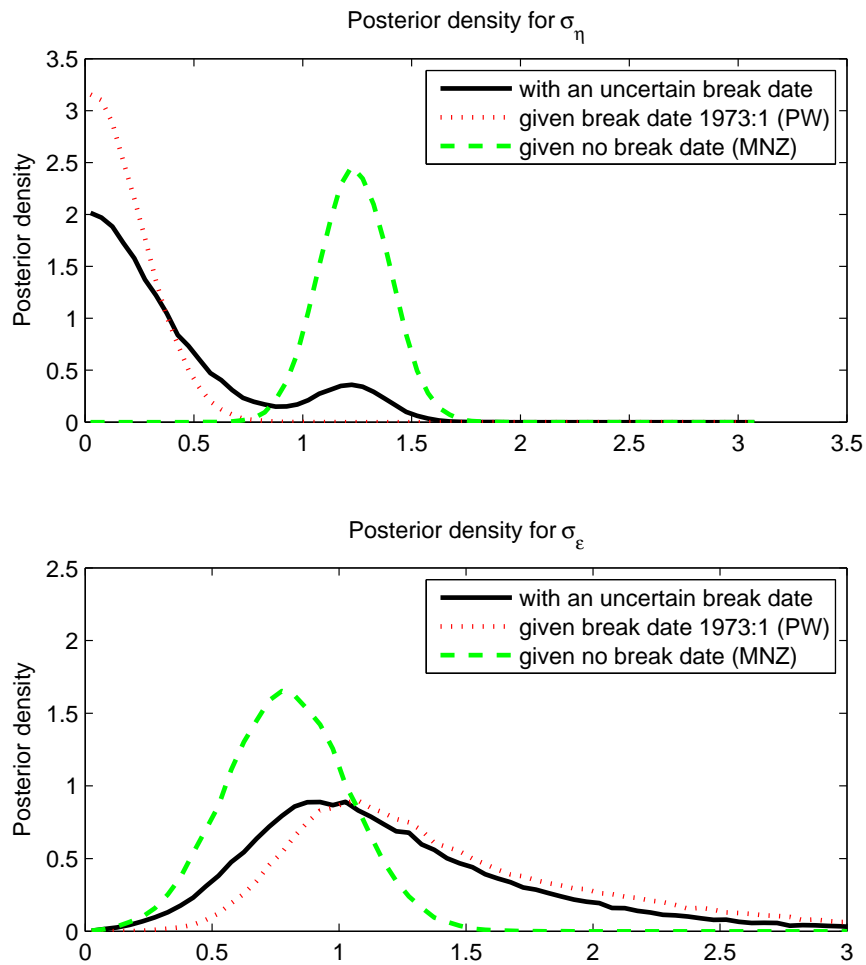 Posterior density for σ_η
3.5
3
2.5
2
1.5
1
0.5
0
Posterior density
with an uncertain break date
given break date 1973:1 (PW)
given no break date (MNZ)
0 0.5 1 1.5 2 2.5 3 3.5
Posterior density for σ_ε
2.5
2
1.5
1
0.5
0
Posterior density
with an uncertain break date
given break date 1973:1 (PW)
given no break date (MNZ)
0 0.5 1 1.5 2 2.5 3